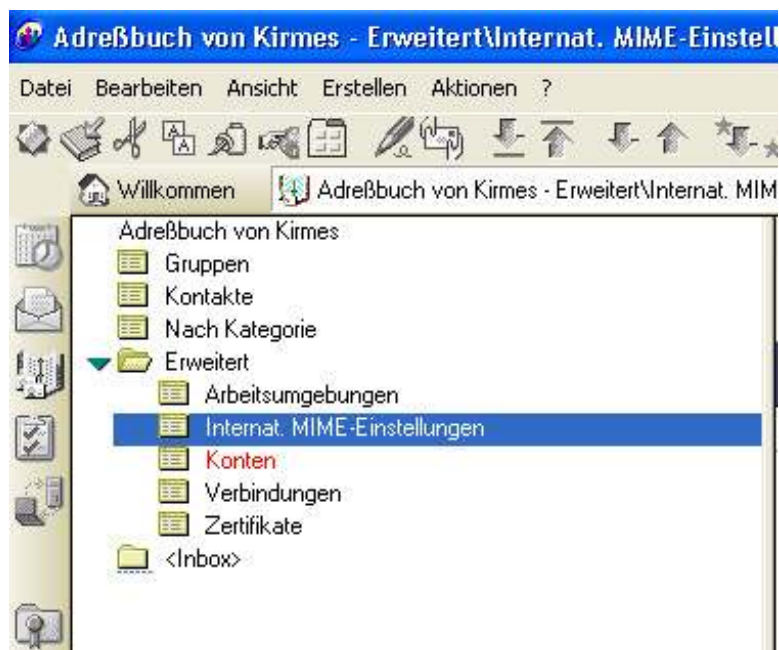 Adreßbuch von Kirmes - Erweitert\Internat. MIME-Einstell
Datei Bearbeiten Ansicht Erstellen Aktionen ?
Willkommen Adreßbuch von Kirmes - Erweitert\Internat. MIM
Adreßbuch von Kirmes
Gruppen
Kontakte
Nach Kategorie
Erweitert
Arbeitsumgebungen
Internat. MIME-Einstellungen
Konten
Verbindungen
Zertifikate
<Inbox>